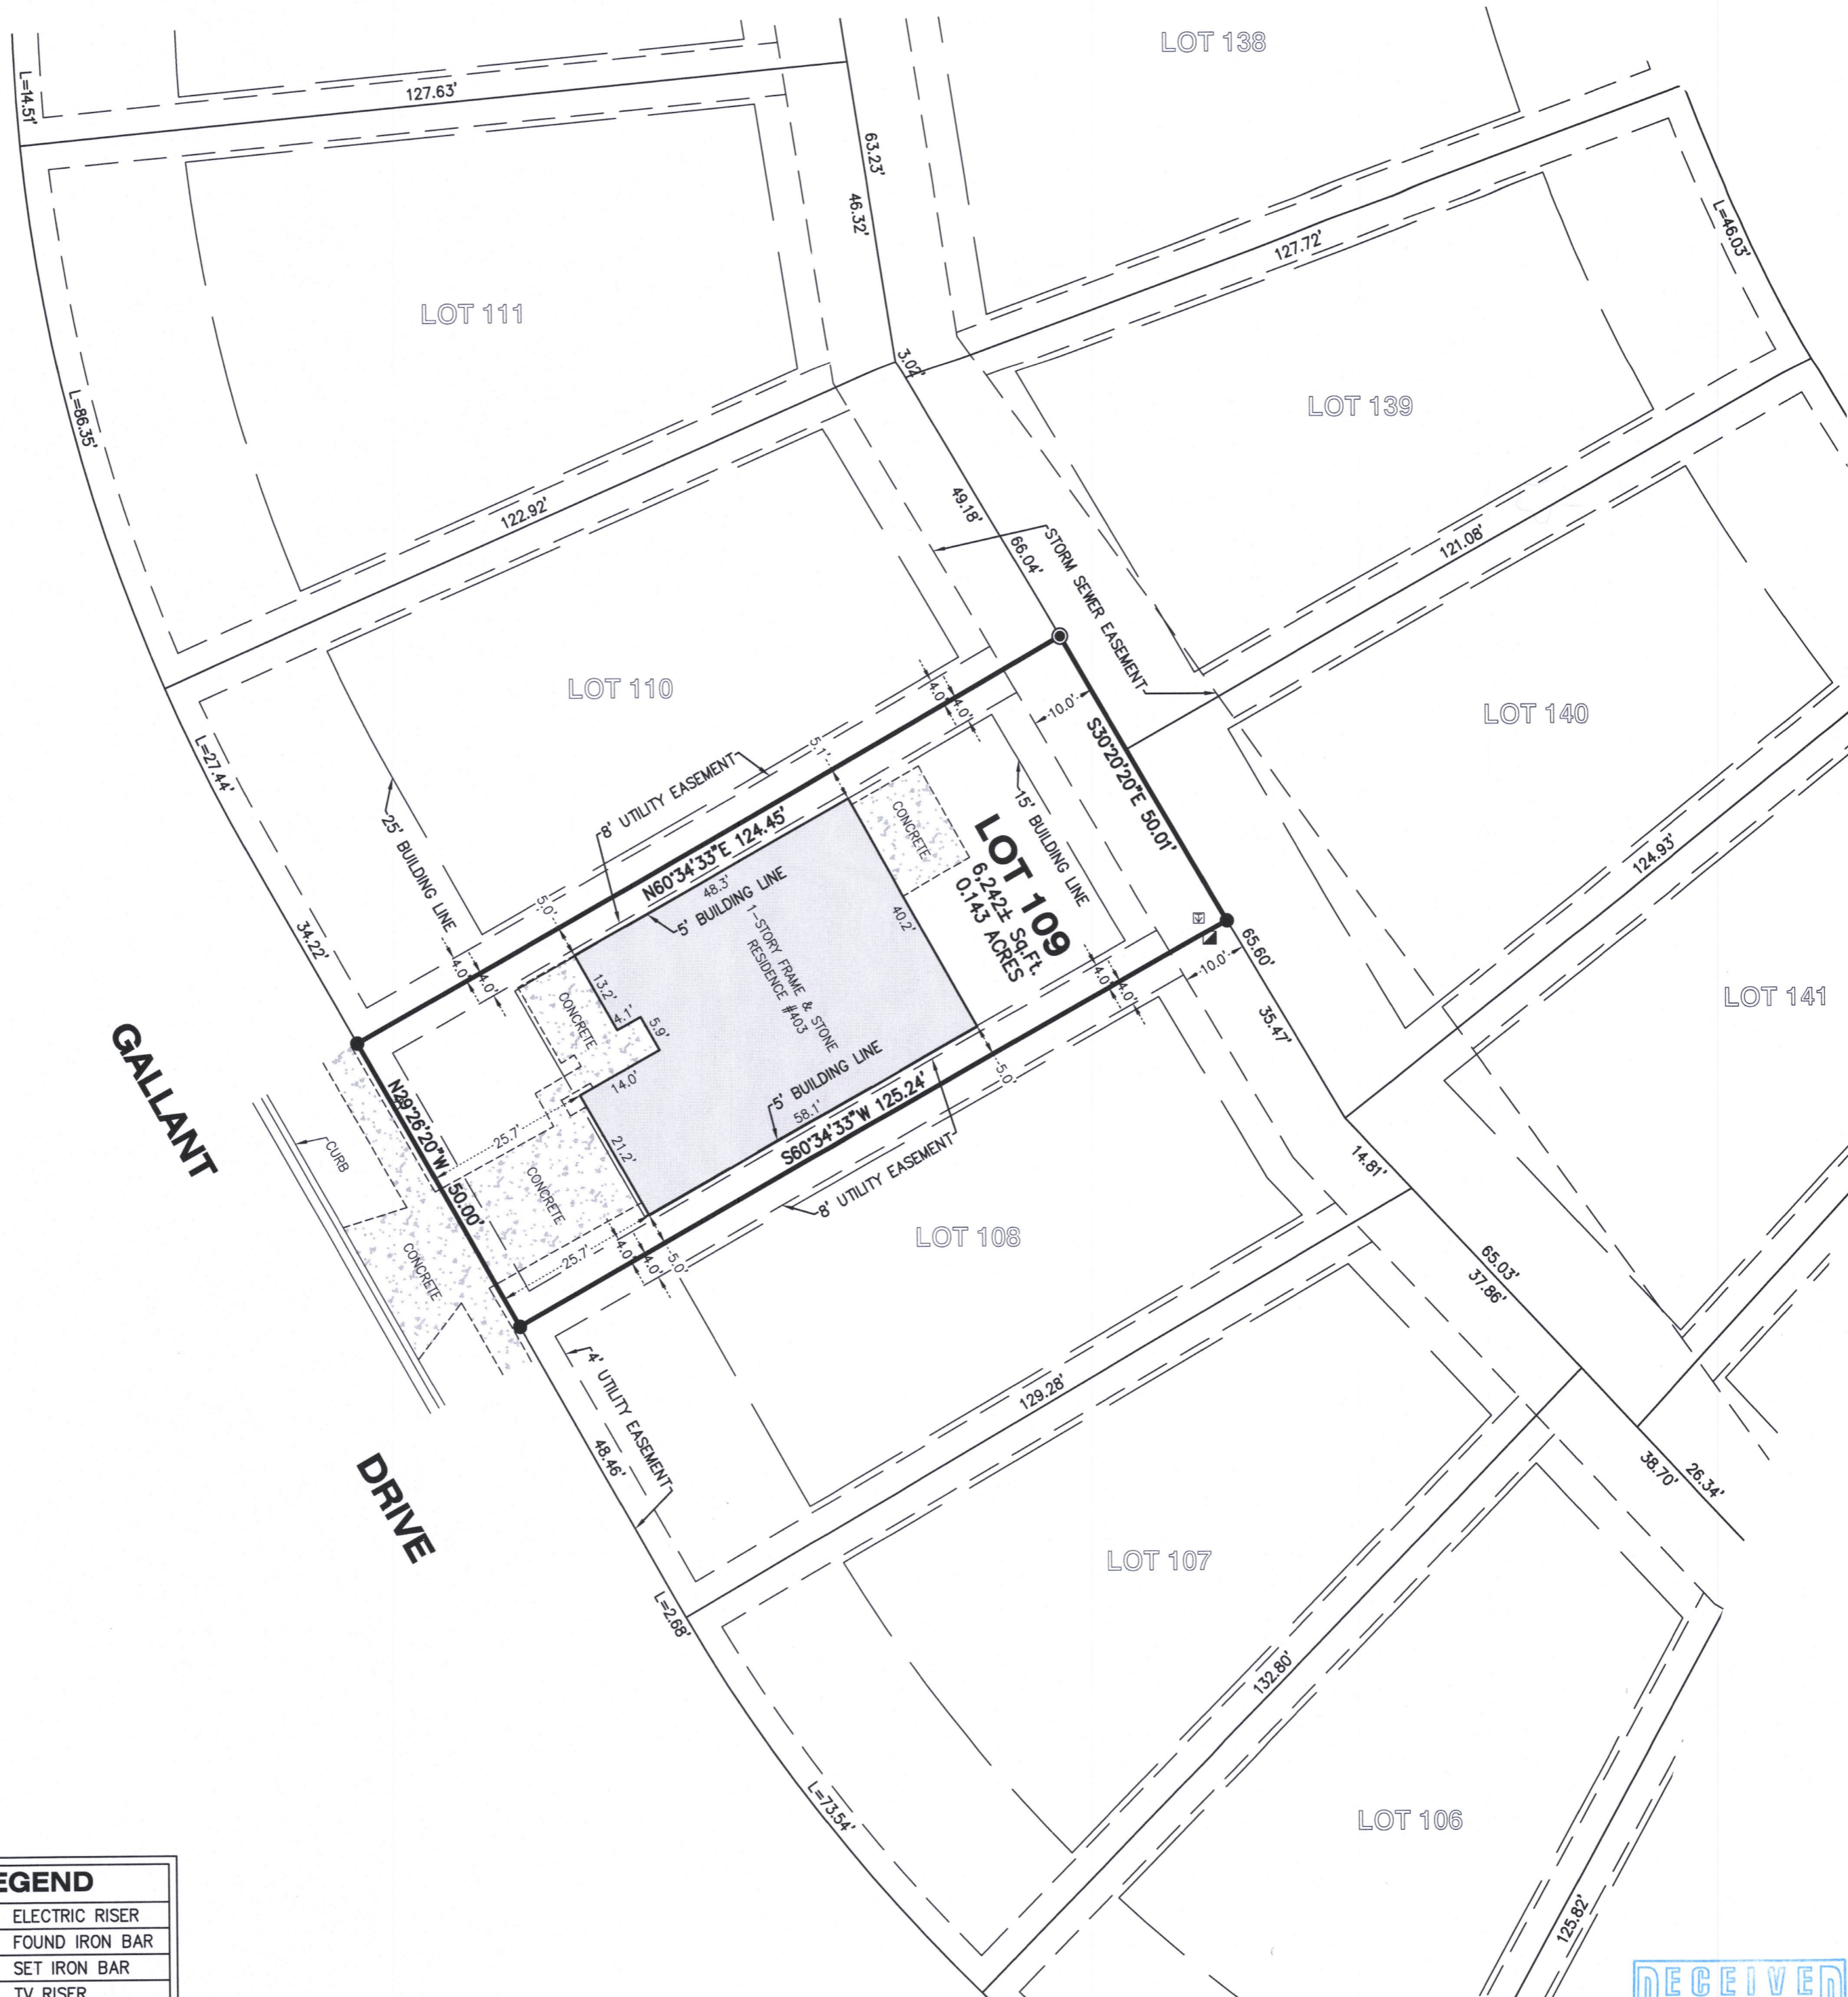 LOT 138
L=14.51'
127.63'
63.23'
46.32'
127.72'
L=46.03'
LOT 111
3.02'
LOT 139
L=86.35'
122.92'
49.18'
66.04'
STORM SEWER EASEMENT
121.08'
LOT 110
4.0'
4.0'
10.0'
S30°20'20"E 50.01'
LOT 140
L=27.44'
25' BUILDING LINE
8' UTILITY EASEMENT
5.1'
N60°34'33"E 124.45'
48.3'
5' BUILDING LINE
CONCRETE
15' BUILDING LINE
LOT 109
6,242± Sq.Ft.
0.143 ACRES
124.93'
34.22'
5.0'
4.0'
4.0'
40.2'
1-STORY FRAME & STONE
RESIDENCE #403
65.60'
10.0'
4.0'
4.0'
35.47'
LOT 141
GALLANT
CONCRETE
13.2'
4.1'
5.9'
14.0'
5' BUILDING LINE
58.1'
S60°34'33"W 125.24'
5.0'
N29°26'20"W 50.00'
25.7'
21.2'
CURB
CONCRETE
8' UTILITY EASEMENT
14.81'
LOT 108
CONCRETE
25.7'
4.0'
4.0'
5.0'
65.03'
37.86'
4' UTILITY EASEMENT
129.28'
48.46'
DRIVE
38.70'
26.34'
LOT 107
L=2.68'
132.80'
L=73.54'
LOT 106
125.82'
EGEND
ELECTRIC RISER
FOUND IRON BAR
SET IRON BAR
TV RISER
RECEIVED